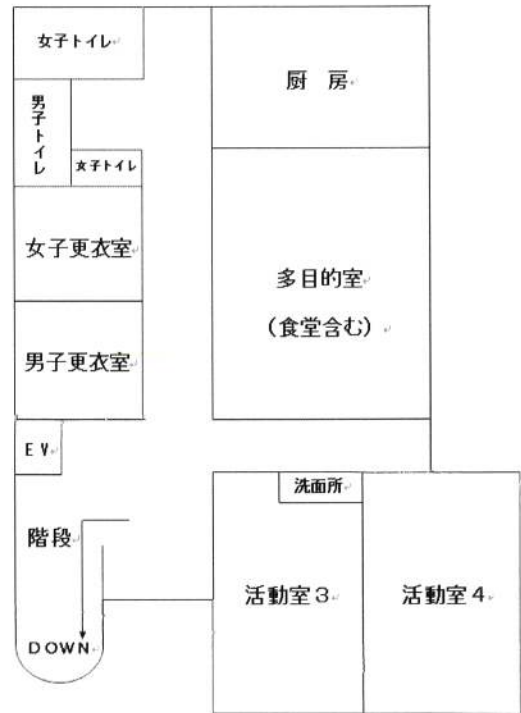 女子トイレ
厨 房
男子トイレ
女子トイレ
女子更衣室
多目的室
（食堂含む）
男子更衣室
ＥＶ
洗面所
階段
活動室３
活動室４
ＤＯＷＮ